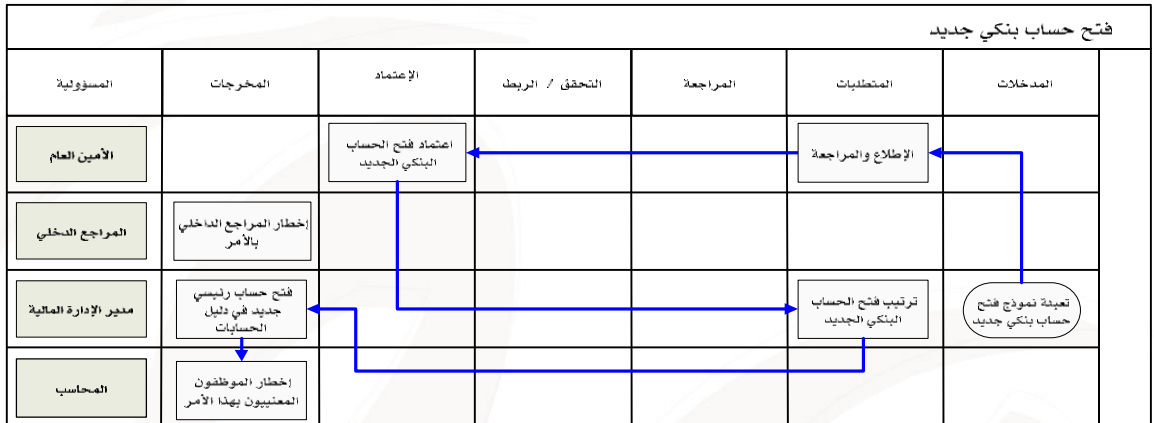 فتح حساب بنكي جديد
المدخلات
المتطلبات
المراجعة
التحقق / الربط
الإعتماد
المخرجات
المسؤولية
الإطلاع والمراجعة
اعتماد فتح الحساب
البنكي الجديد
الأمين العام
إخطار المراجع الداخلي
بالأمر
المراجع الدخلي
تعبئة نموذج فتح
حساب بنكي جديد
ترتيب فتح الحساب
البنكي الجديد
فتح حساب رئيسي
جديد في دليل
الحسابات
مدير الإدارة المالية
إخطار الموظفون
المعنييون بهذا الأمر
المحاسب